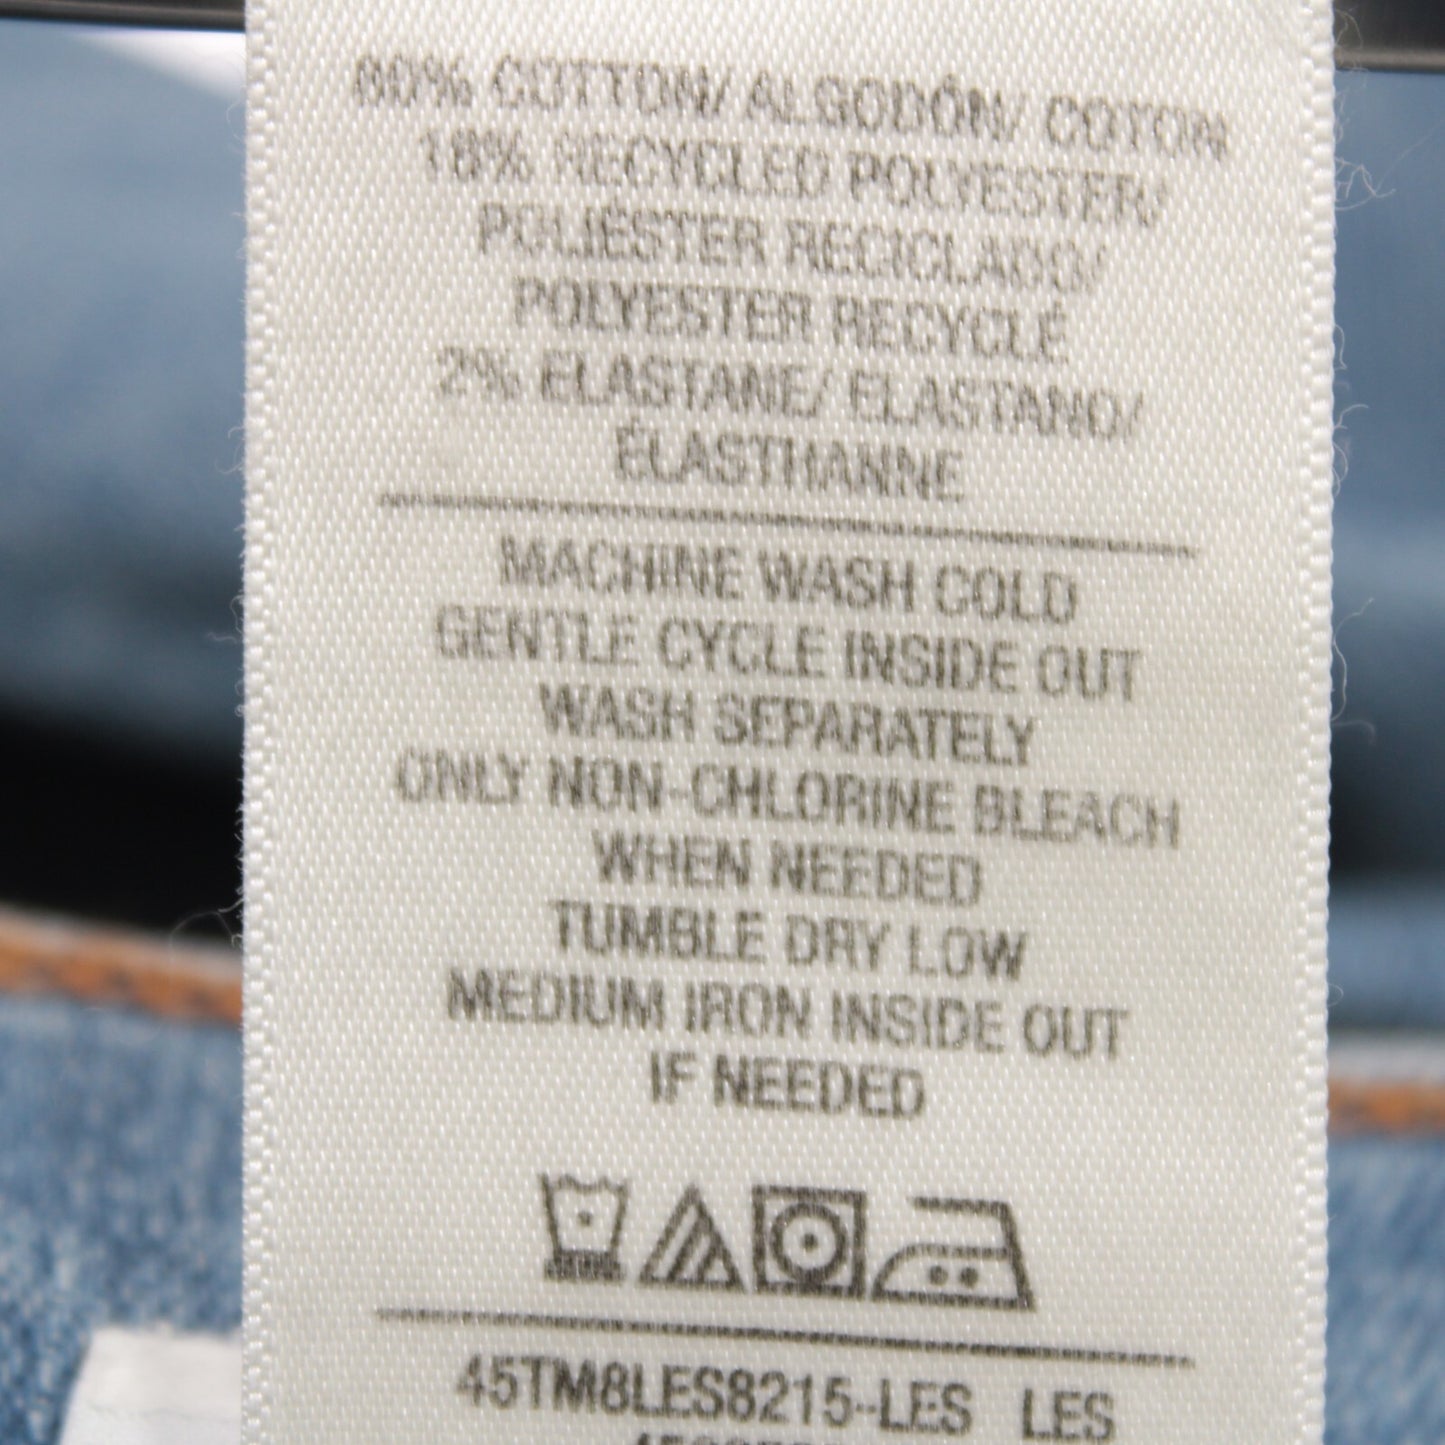 80% COTTON/ ALGODÓN/ COTON
18% RECYCLED POLYESTER/
POLIÉSTER RECICLADO/
POLYESTER RECYCLÉ
2% ELASTANE/ ELASTANO/
ÉLASTHANNE
MACHINE WASH COLD
GENTLE CYCLE INSIDE OUT
WASH SEPARATELY
ONLY NON-CHLORINE BLEACH
WHEN NEEDED
TUMBLE DRY LOW
MEDIUM IRON INSIDE OUT
IF NEEDED
45TM8LES8215-LES LES